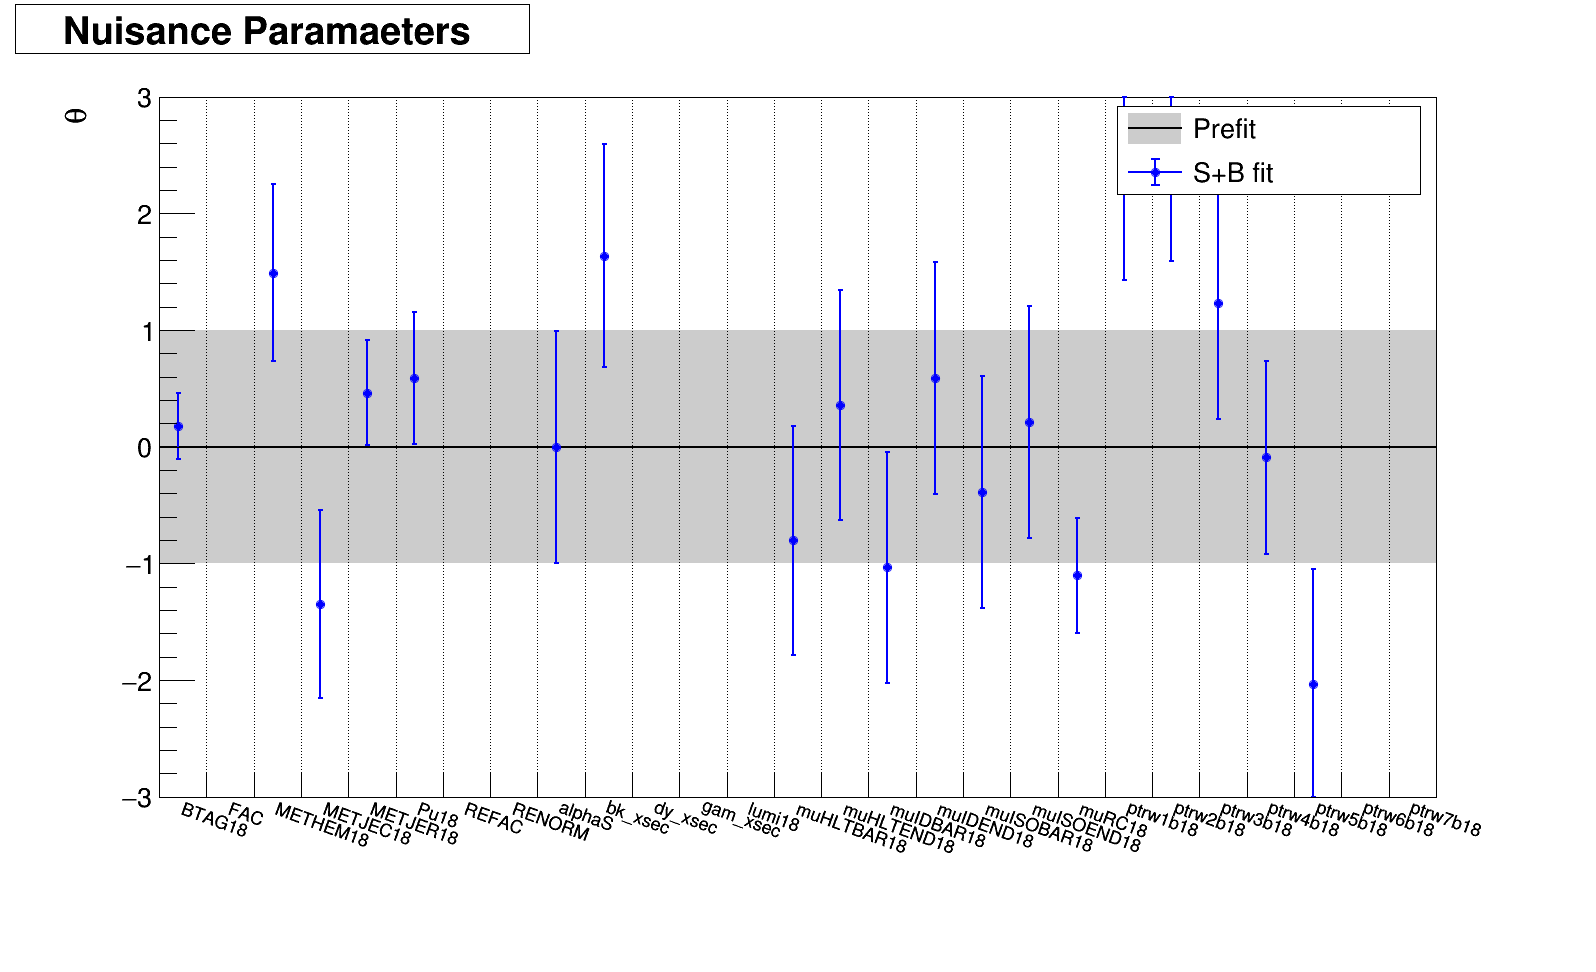 Nuisance Paramaeters
θ
3
2
1
0
−1
−2
−3
Prefit
S+B fit
BTAG18
FAC
METHEM18
METJEC18
METJER18
Pu18
REFAC
RENORM
alphaS
bk_xsec
dy_xsec
gam_xsec
lumi18
muHLTBAR18
muHLTEND18
muIDBAR18
muIDEND18
muISOBAR18
muISOEND18
muRC18
ptrw1b18
ptrw2b18
ptrw3b18
ptrw4b18
ptrw5b18
ptrw6b18
ptrw7b18